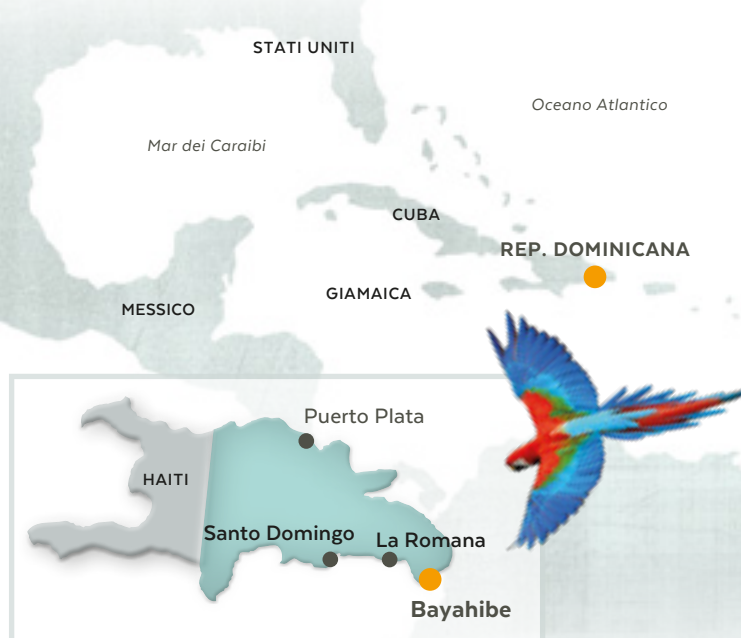 STATI UNITI
Oceano Atlantico
Mar dei Caraibi
CUBA
REP. DOMINICANA
GIAMAICA
MESSICO
Puerto Plata
HAITI
Santo Domingo
La Romana
Bayahibe